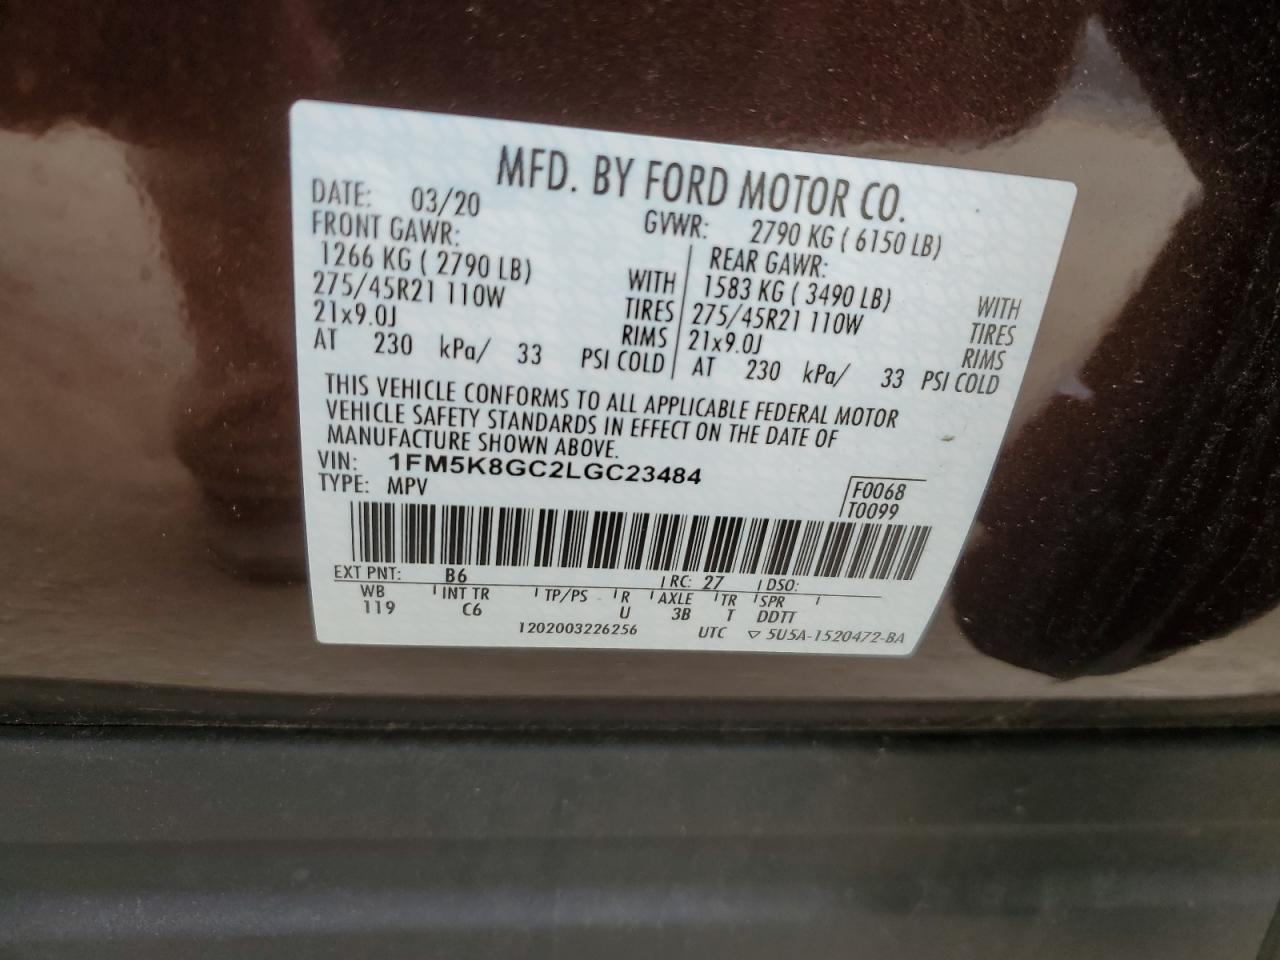 MFD. BY FORD MOTOR CO.
DATE: 03/20 GVWR: 2790 KG ( 6150 LB)
FRONT GAWR: REAR GAWR:
1266 KG ( 2790 LB) WITH 1583 KG ( 3490 LB) WITH
275/45R21 110W TIRES 275/45R21 110W TIRES
21x9.0J RIMS 21x9.0J RIMS
AT 230 kPa/ 33 PSI COLD AT 230 kPa/ 33 PSI COLD
THIS VEHICLE CONFORMS TO ALL APPLICABLE FEDERAL MOTOR
VEHICLE SAFETY STANDARDS IN EFFECT ON THE DATE OF
MANUFACTURE SHOWN ABOVE.
VIN: 1FM5K8GC2LGC23484
TYPE: MPV F0068
T0099
EXT PNT: B6 RC: 27 DSO:
WB INT TR TP/PS R AXLE TR SPR
119 C6 U 3B T DDTT
1202003226256 UTC ▽ 5U5A-1520472-BA